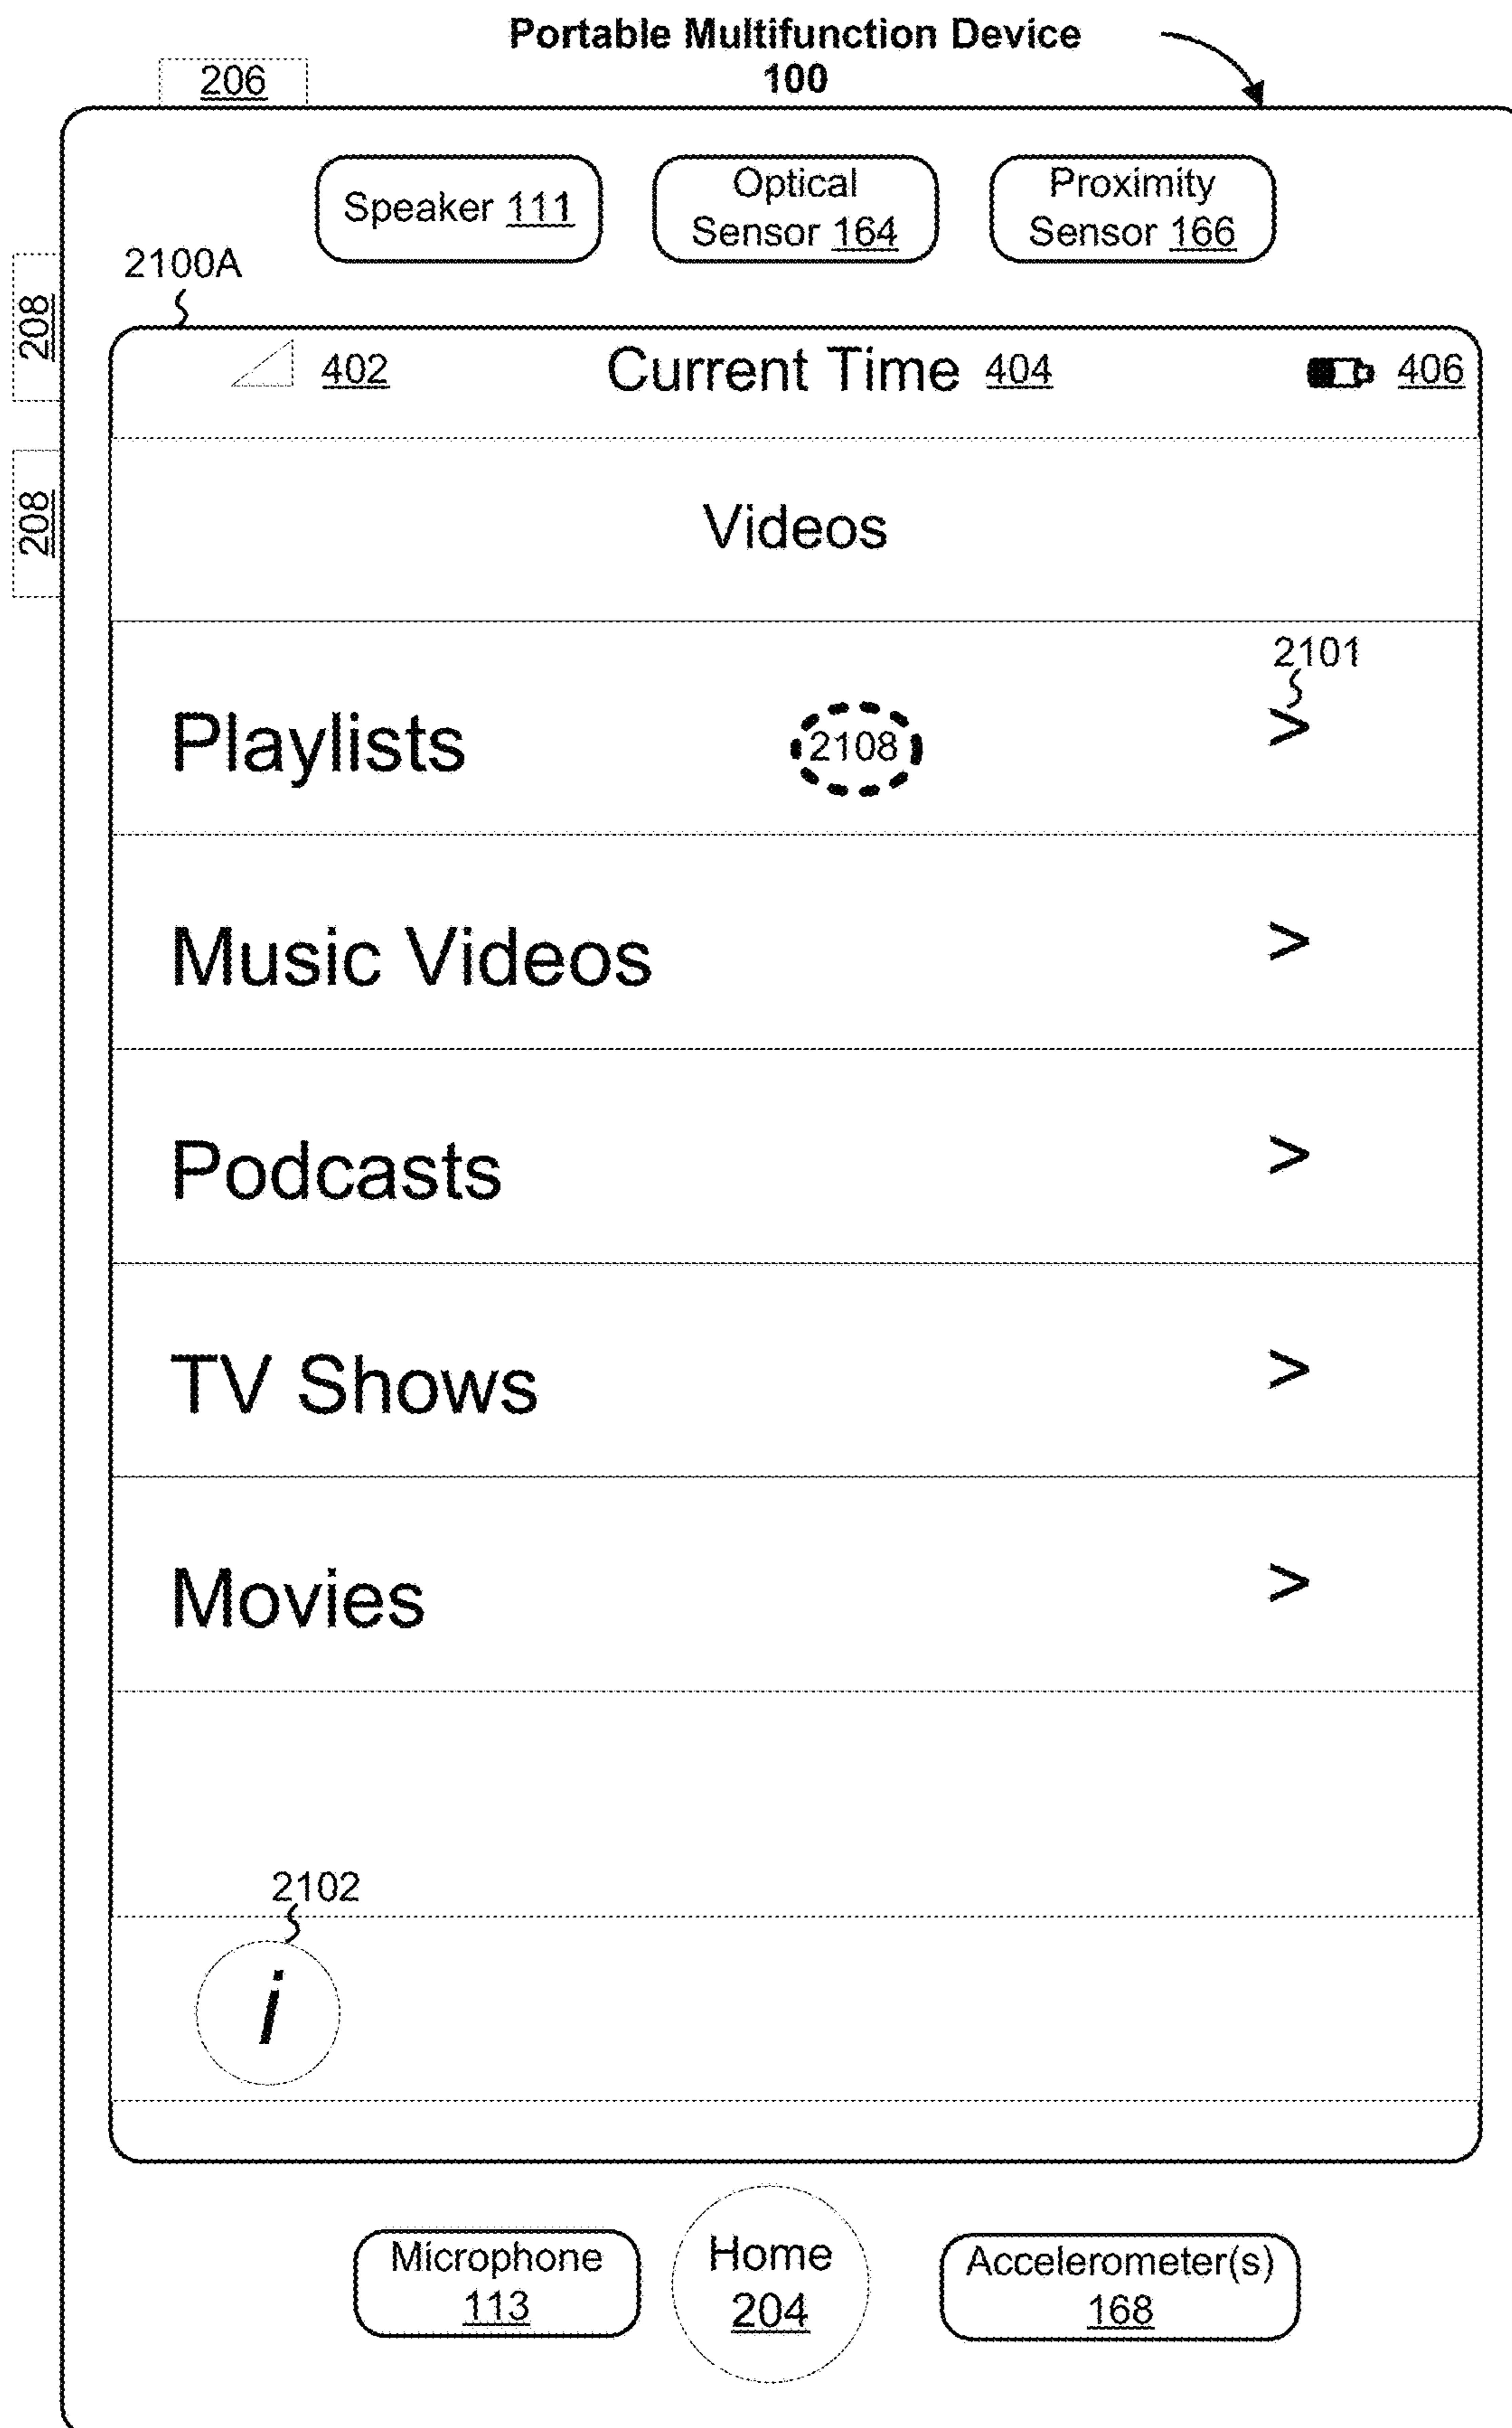 Portable Multifunction Device
100
206
Speaker 111
Optical
Sensor 164
Proximity
Sensor 166
2100A
208
208
402
Current Time 404
406
Videos
2101
Playlists
2108
>
Music Videos
>
Podcasts
>
TV Shows
>
Movies
>
2102
i
Microphone
113
Home
204
Accelerometer(s)
168